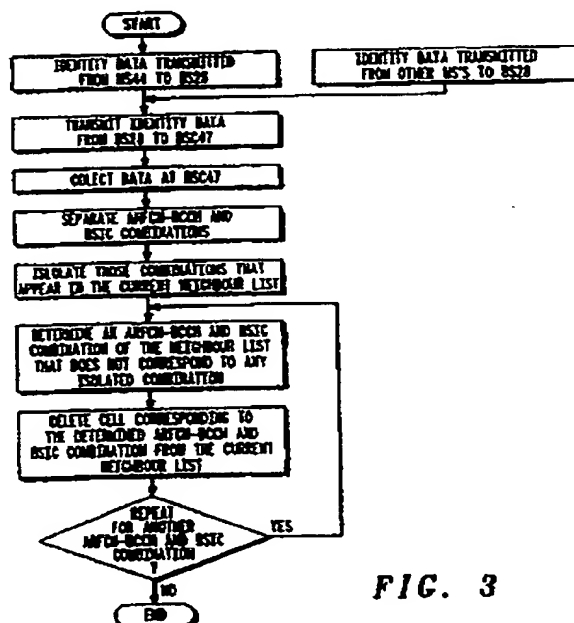 START
IDENTITY DATA TRANSMITTED
FROM MS44 TO BS28
IDENTITY DATA TRANSMITTED
FROM OTHER MS'S TO BS28
TRANSMIT IDENTITY DATA
FROM BS28 TO BSC47
COLECT DATA AT BSC47
SEPARATE ARFCN-BCCH AND
BSIC COMBINATIONS
ISLOLATE THOSE COMBINATIONS THAT
APPEAR TO THE CURRENT NEIGHBOUR LIST
DETERMINE AN ARFCN-BCCH AND BSIC
COMBINATION OF THE NEIGHBOUR LIST
THAT DOES NOT CORRESPOND TO ANY
ISOLATED COMBINATION
DELETE CELL CORRESPONDING TO
THE DETERMINED ARFCN-BCCH AND
BSIC COMBINATION FROM THE CURRENT
NEIGHBOUR LIST
REPEAT
FOR ANOTHER
ARFCN-BCCH AND BSIC
COMBINATION
?
YES
NO
END
FIG. 3